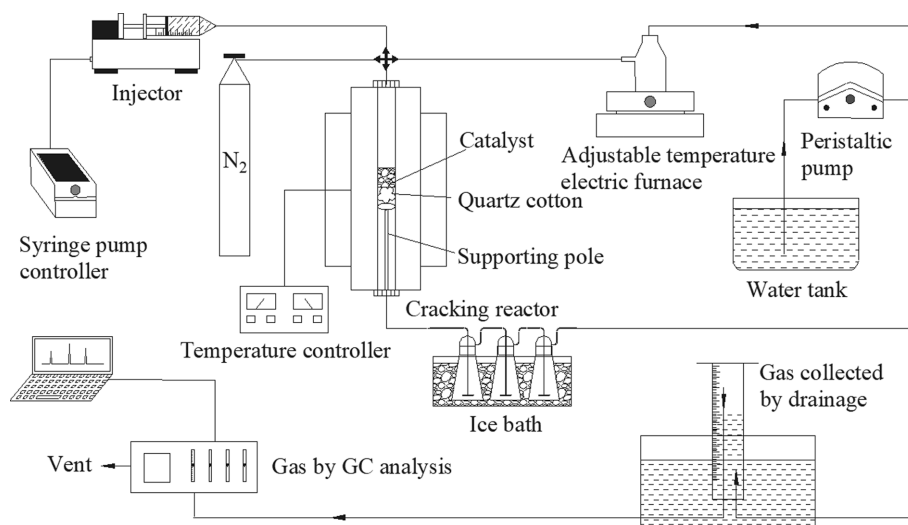 Injector
N2
Catalyst
Quartz cotton
Supporting pole
Adjustable temperature
electric furnace
Peristaltic
pump
Syringe pump
controller
Water tank
Cracking reactor
Temperature controller
Ice bath
Gas collected
by drainage
Vent
Gas by GC analysis